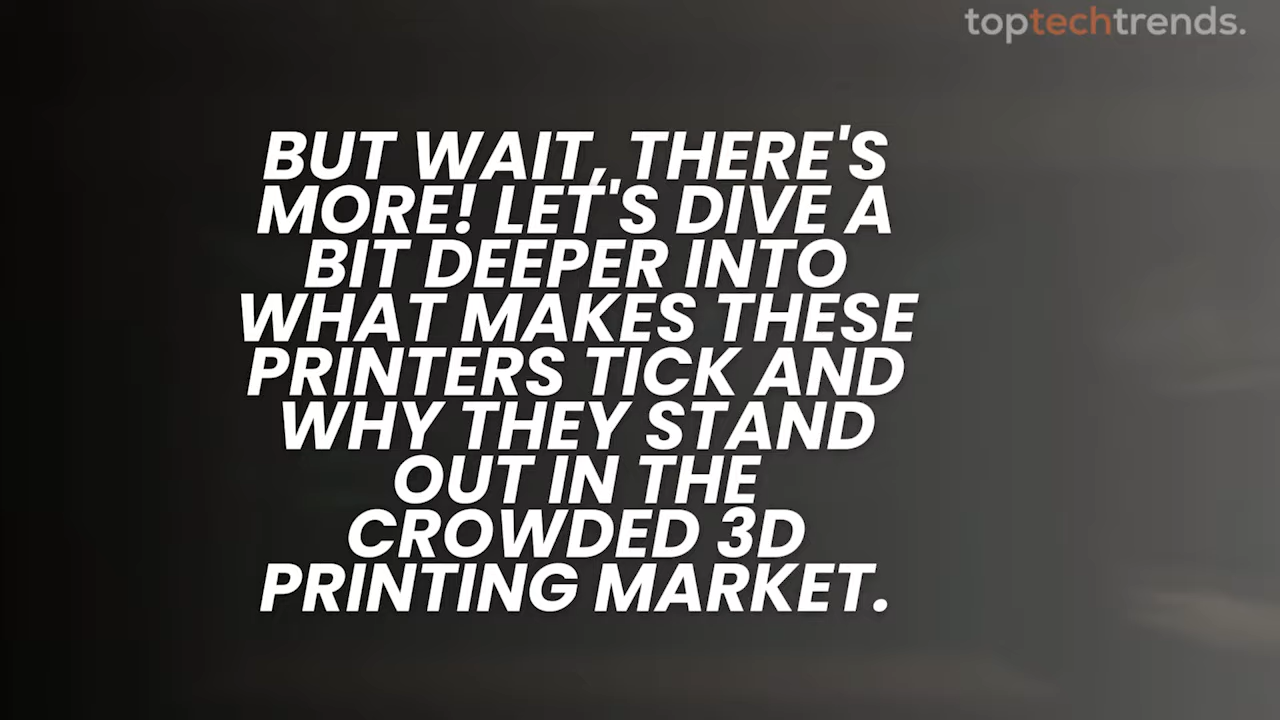 toptechtrends.
BUT WAIT, THERE'S
MORE! LET'S DIVE A
BIT DEEPER INTO
WHAT MAKES THESE
PRINTERS TICK AND
WHY THEY STAND
OUT IN THE
CROWDED 3D
PRINTING MARKET.